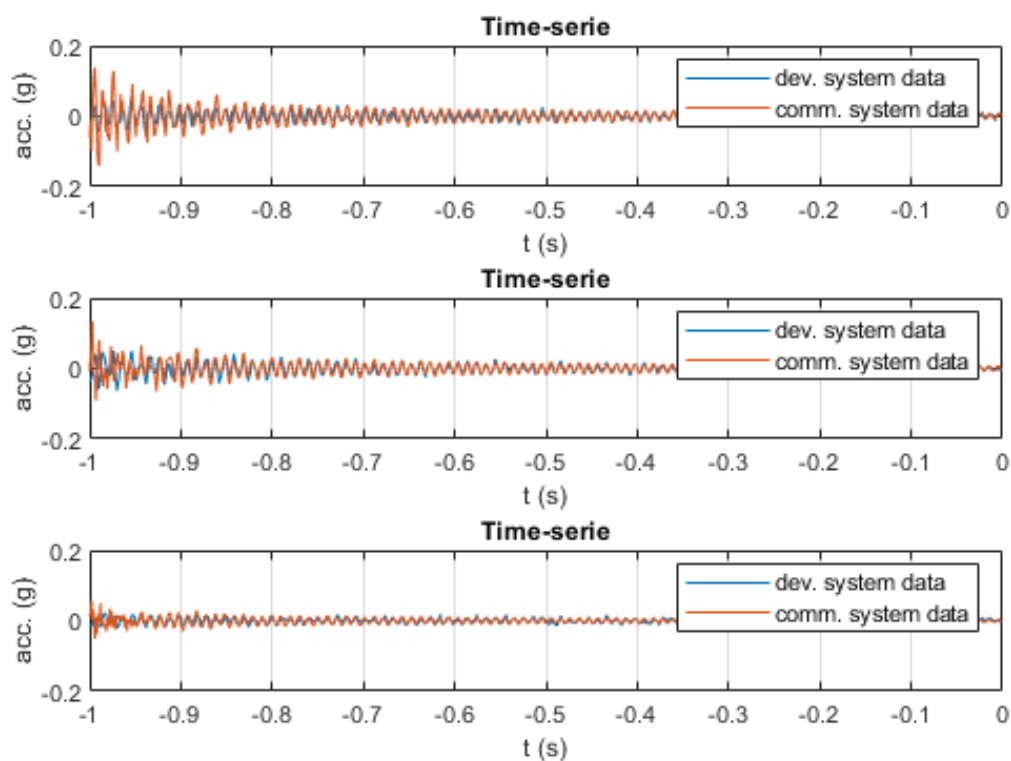 Time-serie
0.2
dev. system data
comm. system data
acc. (g)
0
-0.2
-1 -0.9 -0.8 -0.7 -0.6 -0.5 -0.4 -0.3 -0.2 -0.1 0
t (s)
Time-serie
0.2
dev. system data
comm. system data
acc. (g)
0
-0.2
-1 -0.9 -0.8 -0.7 -0.6 -0.5 -0.4 -0.3 -0.2 -0.1 0
t (s)
Time-serie
0.2
dev. system data
comm. system data
acc. (g)
0
-0.2
-1 -0.9 -0.8 -0.7 -0.6 -0.5 -0.4 -0.3 -0.2 -0.1 0
t (s)